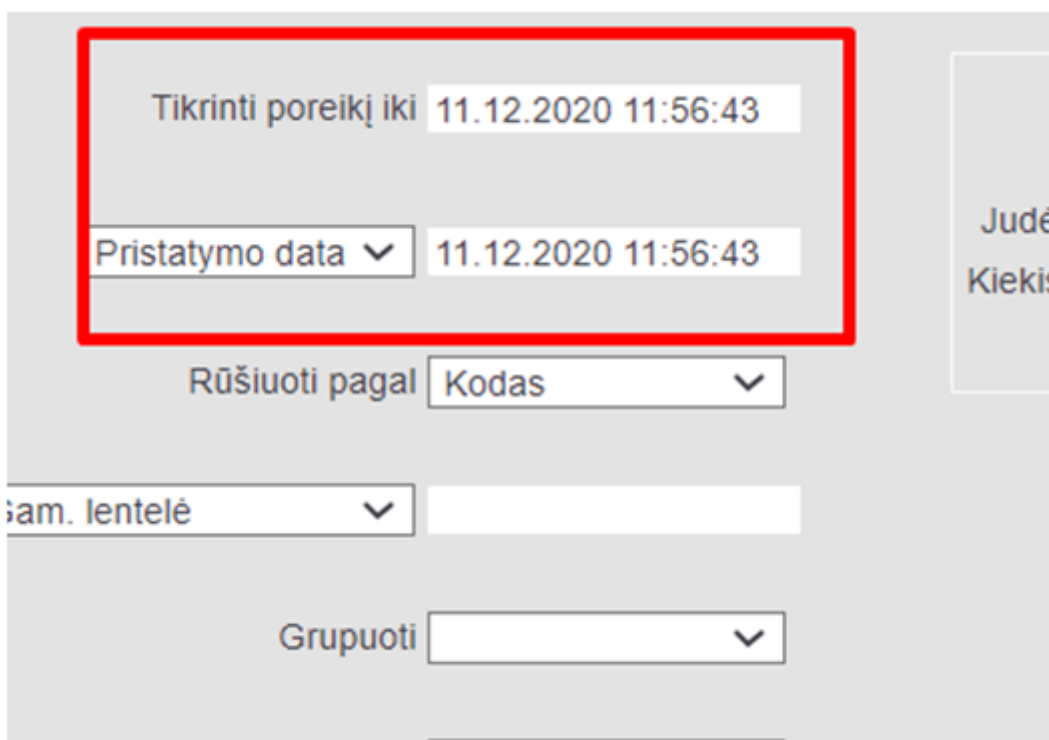 Tikrinti poreikį iki 11.12.2020 11:56:43
Pristatymo data 11.12.2020 11:56:43
Rūšiuoti pagal Kodas
lentelė
Grupuoti